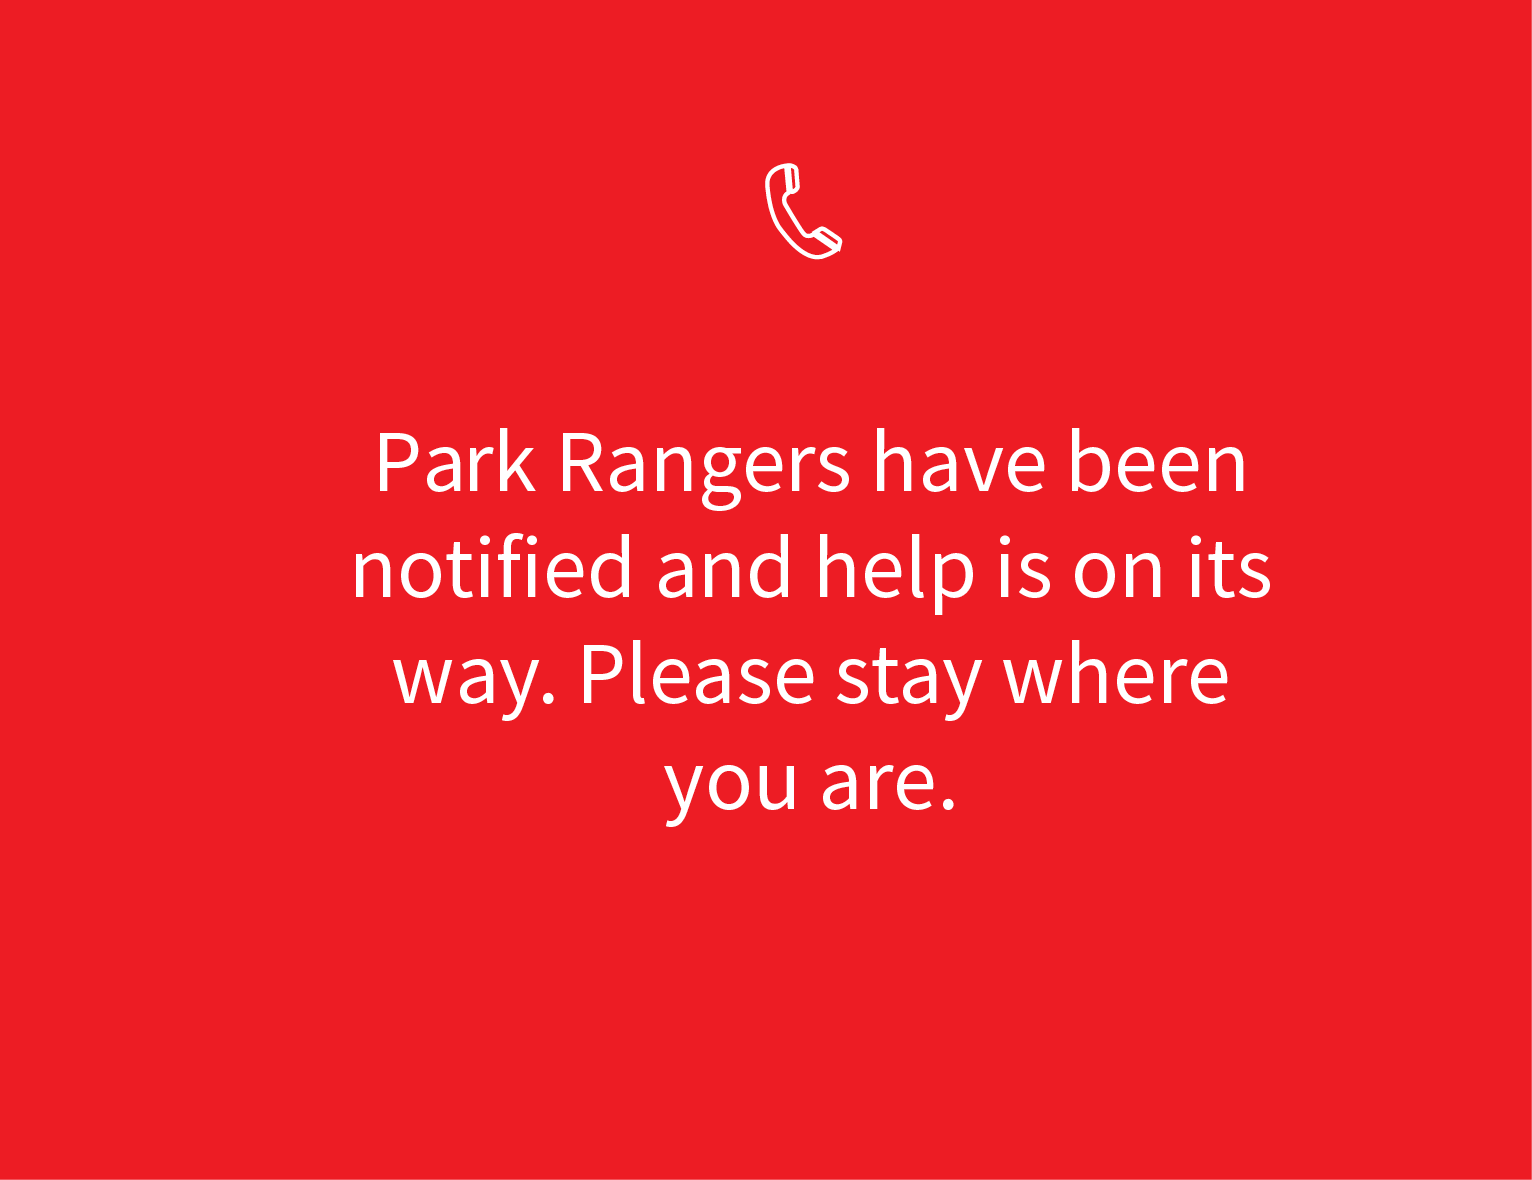 Park Rangers have been
notified and help is on its
way. Please stay where
you are.